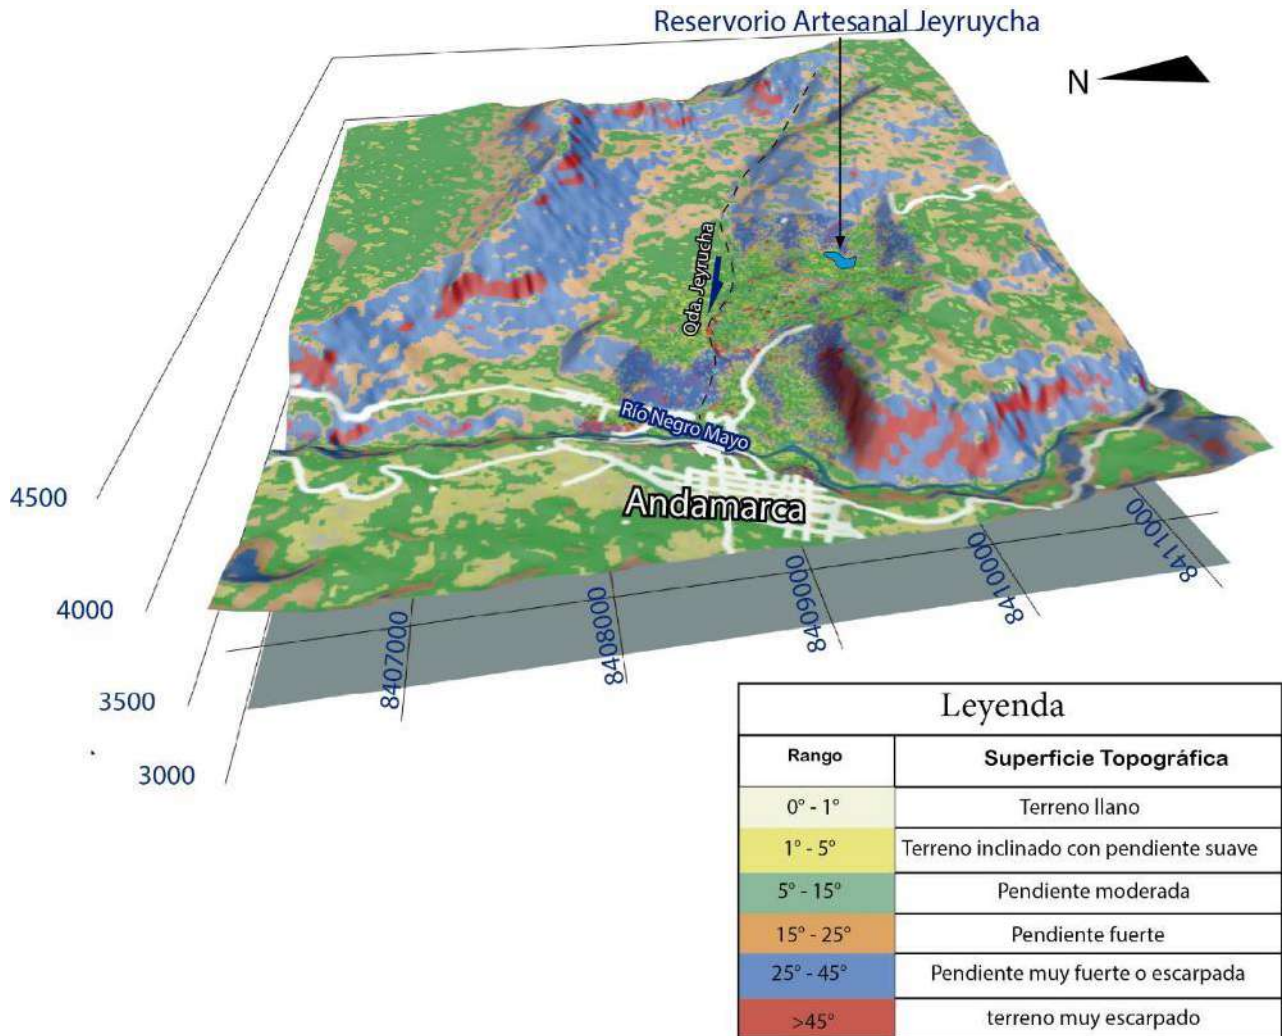 Reservorio Artesanal Jeyruycha
N
Qda. Jeyrucha
Río Negro Mayo
Andamarca
4500
4000
3500
3000
8407000
8408000
8409000
8410000
8411000
Leyenda
Rango Superficie Topográfica
0° - 1° Terreno llano
1° - 5° Terreno inclinado con pendiente suave
5° - 15° Pendiente moderada
15° - 25° Pendiente fuerte
25° - 45° Pendiente muy fuerte o escarpada
>45° terreno muy escarpado